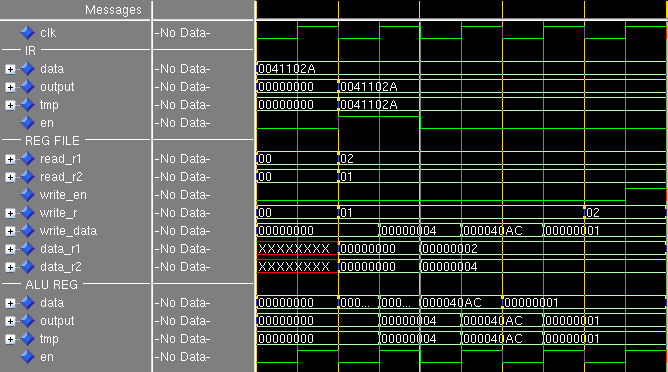 Messages
clk -No Data-
IR
data -No Data- 0041102A
output -No Data- 00000000 0041102A
tmp -No Data- 00000000 0041102A
en -No Data-
REG FILE
read_r1 -No Data- 00 02
read_r2 -No Data- 00 01
write_en -No Data-
write_r -No Data- 00 01 02
write_data -No Data- 00000000 00000004 000040AC 00000001
data_r1 -No Data- XXXXXXXX 00000000 00000002
data_r2 -No Data- XXXXXXXX 00000000 00000004
ALU REG
data -No Data- 00000000 000... 000... 000040AC 00000001
output -No Data- 00000000 00000004 000040AC 00000001
tmp -No Data- 00000000 00000004 000040AC 00000001
en -No Data-